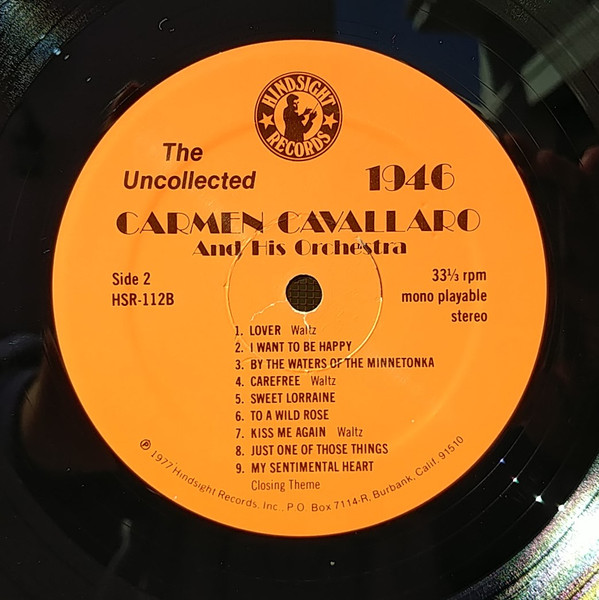 HINDSIGHT
RECORDS
The
Uncollected
1946
CARMEN CAVALLARO
And His Orchestra
Side 2
HSR-112B
33⅓ rpm
mono playable
stereo
1. LOVER Waltz
2. I WANT TO BE HAPPY
3. BY THE WATERS OF THE MINNETONKA
4. CAREFREE Waltz
5. SWEET LORRAINE
6. TO A WILD ROSE
7. KISS ME AGAIN Waltz
8. JUST ONE OF THOSE THINGS
9. MY SENTIMENTAL HEART
Closing Theme
℗ 1977 Hindsight Records, Inc., P.O. Box 7114-R, Burbank, Calif. 91510